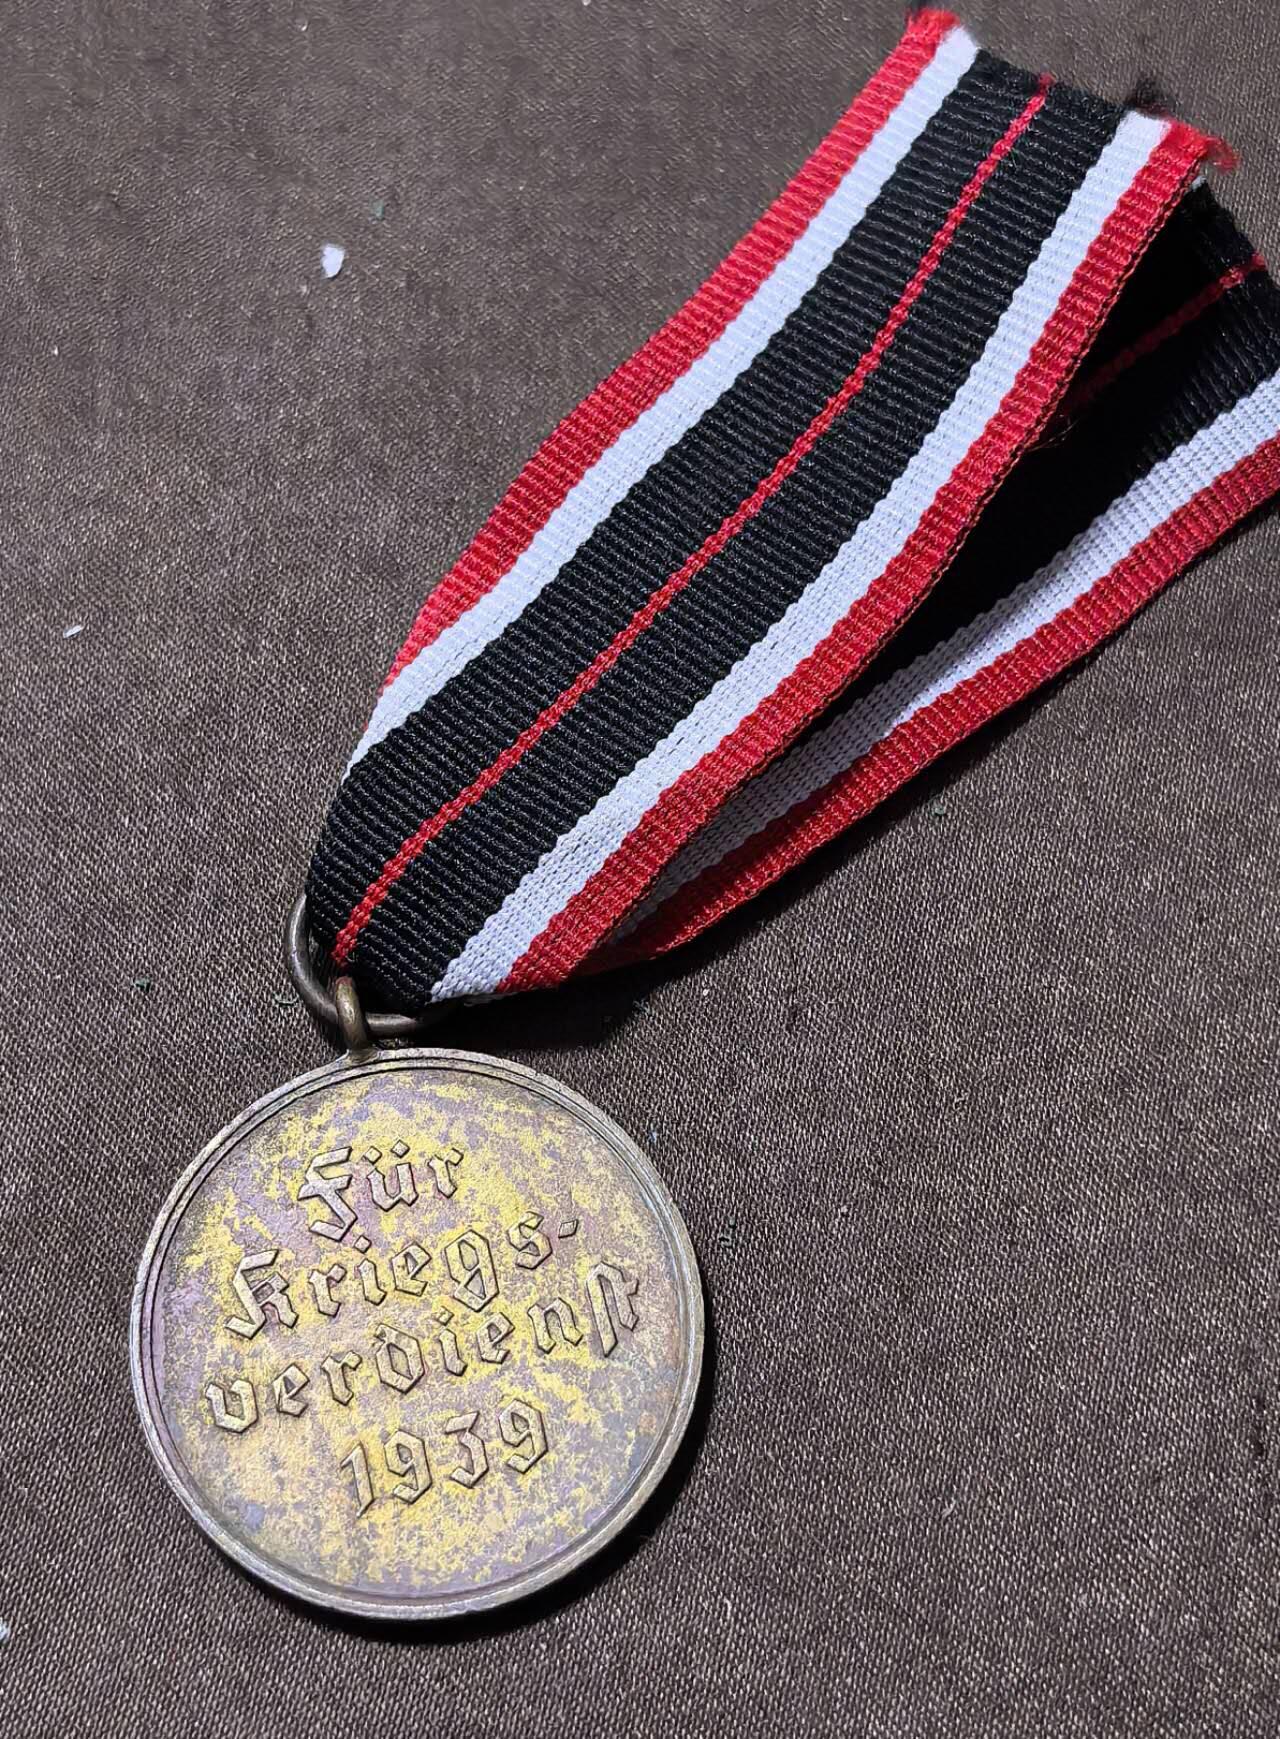 Für
Kriegs-
verdienst
1939